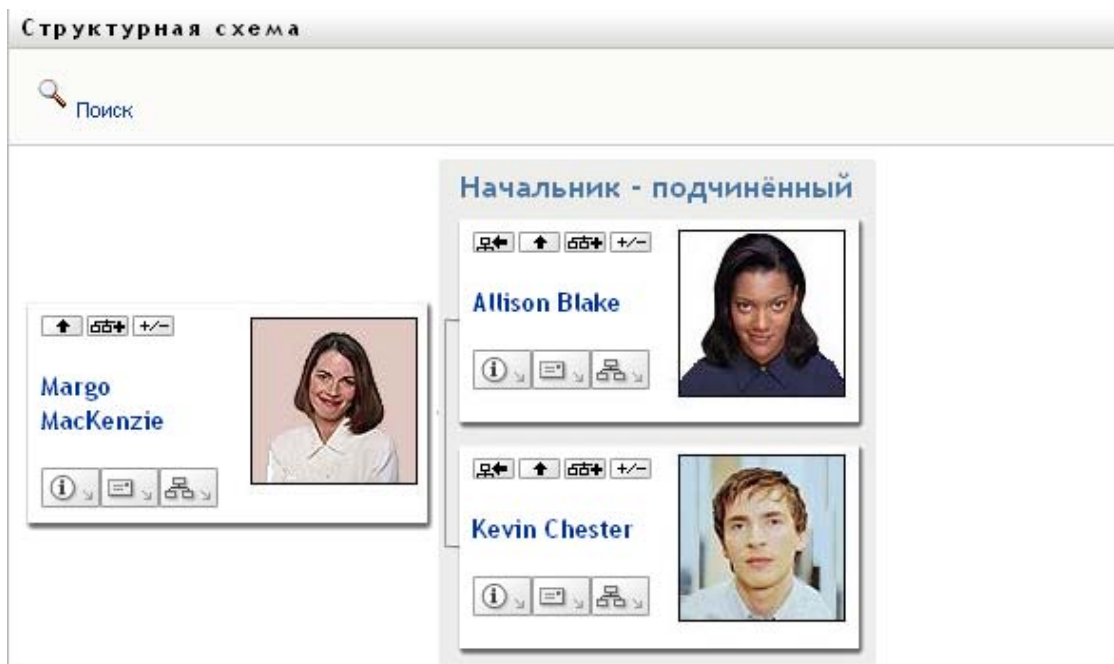 Структурная схема
Поиск
Начальник - подчинённый
Allison Blake
+/−
+/−
Margo
MacKenzie
Kevin Chester
+/−